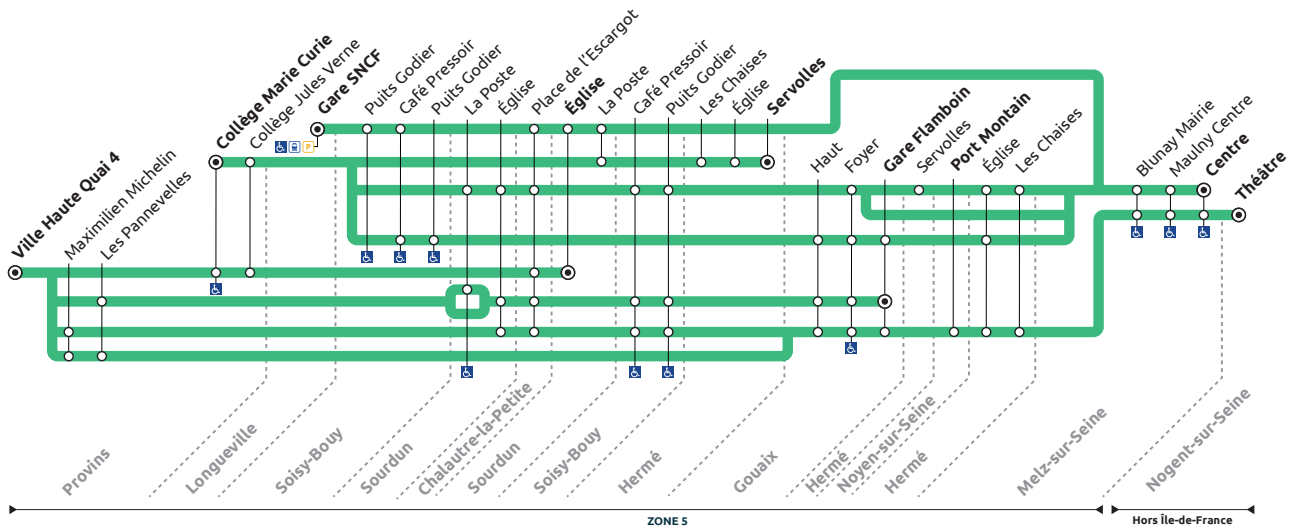 Ville Haute Quai 4
Maximilien Michelin
Les Pannevelles
Collège Marie Curie
Collège Jules Verne
Gare SNCF
Puits Godier
Café Pressoir
Puits Godier
La Poste
Église
Place de l'Escargot
Église
La Poste
Café Pressoir
Puits Godier
Les Chaises
Église
Servolles
Haut
Foyer
Gare Flamboin
Servolles
Port Montain
Église
Les Chaises
Blunay Mairie
Maulny Centre
Centre
Théâtre
P
Provins
Longueville
Soisy-Bouy
Sourdun
Chalautre-la-Petite
Sourdun
Soisy-Bouy
Hermé
Gouaix
Hermé
Noyen-sur-Seine
Hermé
Melz-sur-Seine
Nogent-sur-Seine
ZONE 5
Hors Île-de-France